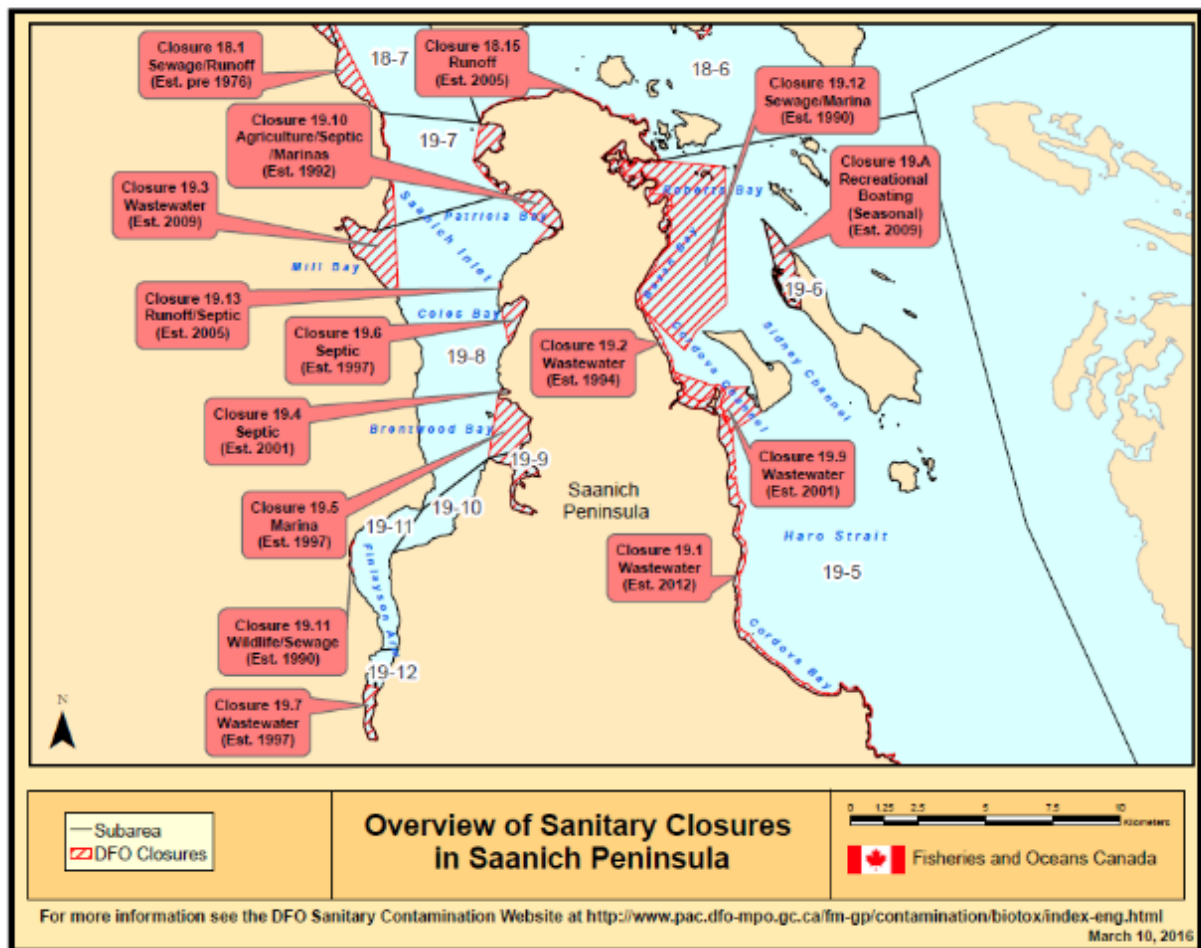 Closure 18.1
Sewage/Runoff
(Est. pre 1976)
18-7
Closure 18.15
Runoff
(Est. 2005)
18-6
Closure 19.12
Sewage/Marina
(Est. 1990)
Closure 19.10
Agriculture/Septic
/Marinas
(Est. 1992)
19-7
Closure 19.A
Recreational
Boating
(Seasonal)
(Est. 2009)
Closure 19.3
Wastewater
(Est. 2009)
Saanich Inlet
Patricia Bay
Roberts Bay
Mill Bay
Bazan Bay
19-6
Closure 19.13
Runoff/Septic
(Est. 2005)
Coles Bay
Closure 19.6
Septic
(Est. 1997)
19-8
Closure 19.2
Wastewater
(Est. 1994)
Cordova Channel
Sidney Channel
Closure 19.4
Septic
(Est. 2001)
Brentwood Bay
19-9
Closure 19.9
Wastewater
(Est. 2001)
Saanich
Peninsula
Closure 19.5
Marina
(Est. 1997)
19-10
19-11
Finlayson Arm
Haro Strait
19-5
Closure 19.1
Wastewater
(Est. 2012)
Closure 19.11
Wildlife/Sewage
(Est. 1990)
Cordova Bay
19-12
Closure 19.7
Wastewater
(Est. 1997)
N
Subarea
DFO Closures
Overview of Sanitary Closures
in Saanich Peninsula
0 1.25 2.5 5 7.5 10
Kilometers
Fisheries and Oceans Canada
For more information see the DFO Sanitary Contamination Website at http://www.pac.dfo-mpo.gc.ca/fm-gp/contamination/biotox/index-eng.html
March 10, 2016